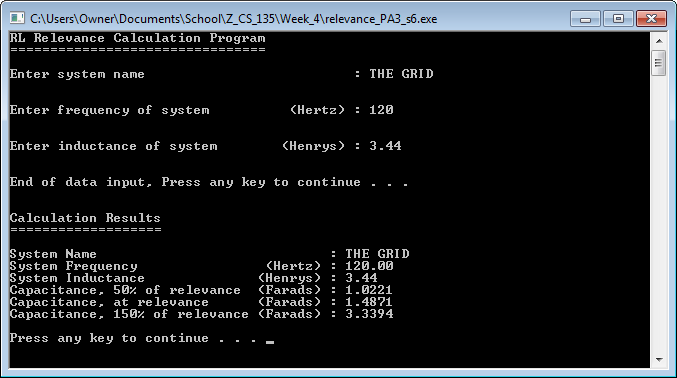 C:\Users\Owner\Documents\School\Z_CS_135\Week_4\relevance_PA3_s6.exe
RL Relevance Calculation Program
================================
Enter system name                          : THE GRID
Enter frequency of system          (Hertz) : 120
Enter inductance of system        (Henrys) : 3.44
End of data input, Press any key to continue . . .
Calculation Results
===================
System Name                             : THE GRID
System Frequency                (Hertz) : 120.00
System Inductance              (Henrys) : 3.44
Capacitance, 50% of relevance  (Farads) : 1.0221
Capacitance, at relevance      (Farads) : 1.4871
Capacitance, 150% of relevance (Farads) : 3.3394
Press any key to continue . . . _